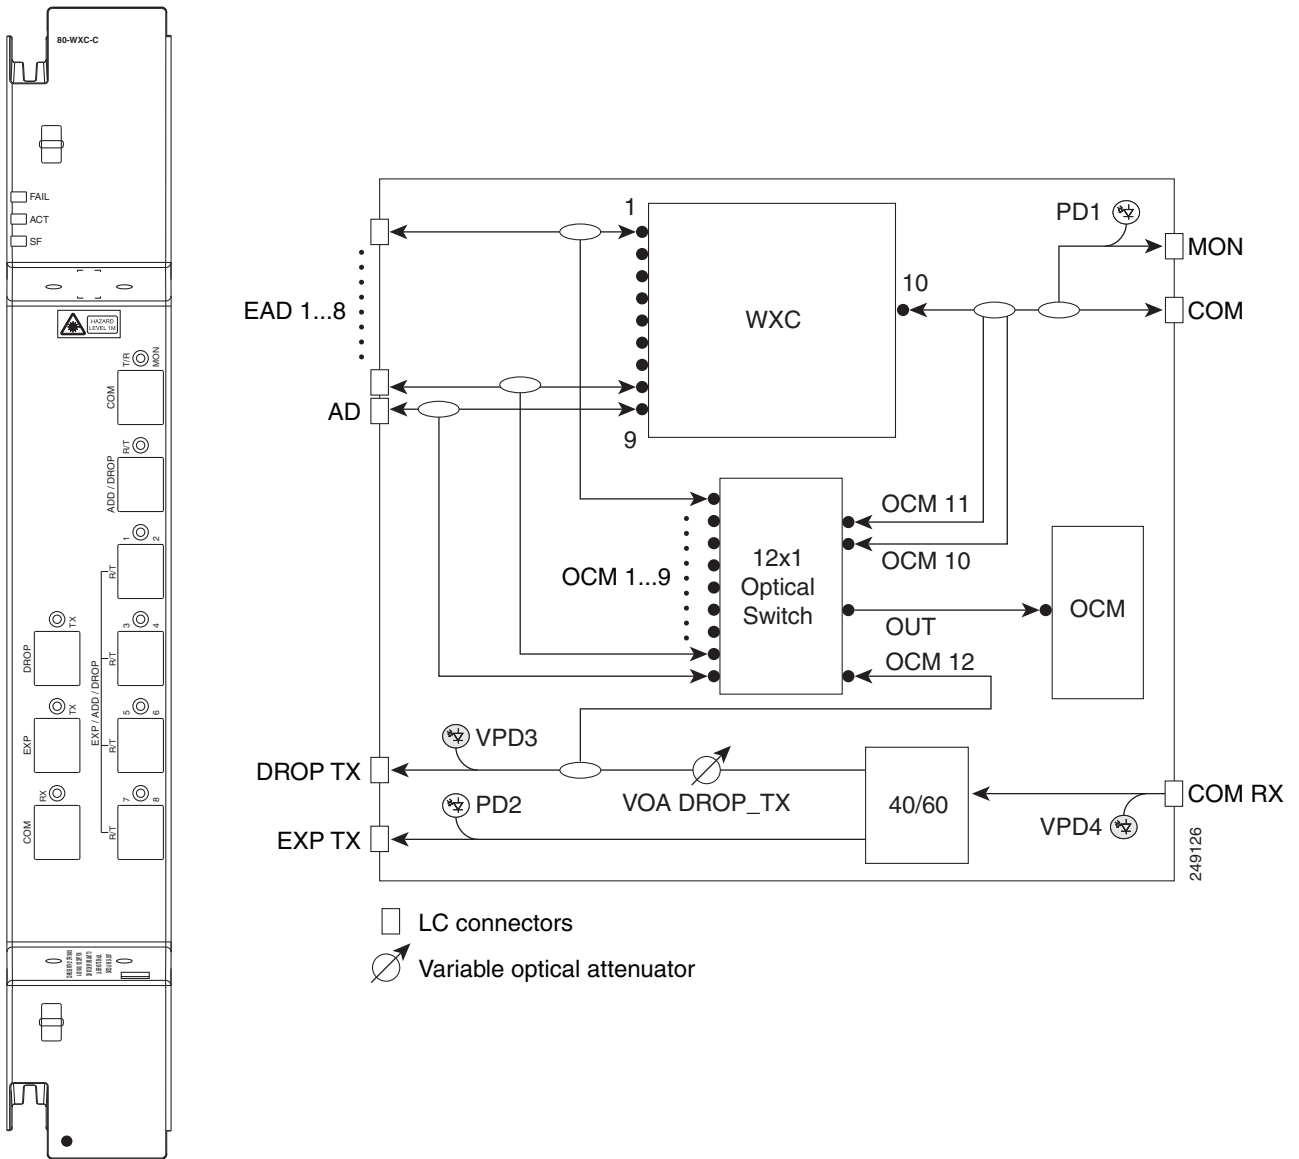 80-WXC-C
FAIL
ACT
SF
HAZARD
LEVEL 1M
T/R
MON
COM
R/T
ADD / DROP
1
2
R/T
TX
DROP
3
4
R/T
EXP / ADD / DROP
TX
EXP
5
6
R/T
RX
COM
7
8
R/T
PD1
MON
1
10
EAD 1...8
WXC
COM
AD
9
OCM 11
12x1
Optical
Switch
OCM 1...9
OCM 10
OCM
OUT
OCM 12
VPD3
DROP TX
VOA DROP_TX
40/60
COM RX
PD2
VPD4
EXP TX
249126
LC connectors
Variable optical attenuator